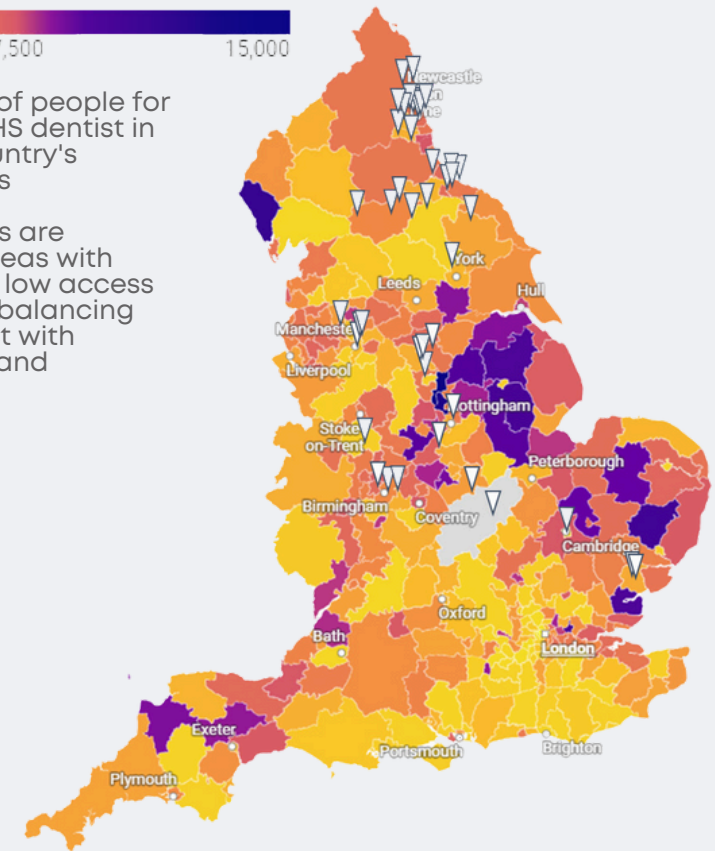 7,500 15,000
of people for
HS dentist in
untry's
s
s are
eas with
low access
balancing
t with
and
Newcastle
York
Leeds
Hull
Mancheste
Liverpool
ottingham
Stoke
on-Trent
Peterborough
Birmingham
Coventry
Cambridge
Oxford
Bath
London
Exeter
Portsmouth
Brighton
Plymouth